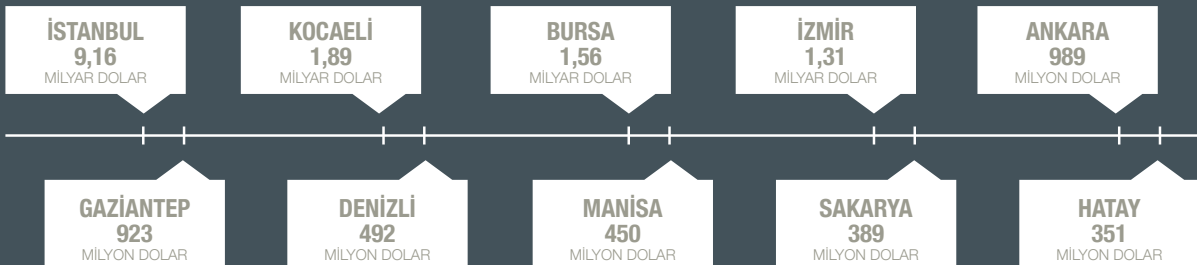 İSTANBUL
9,16
MİLYAR DOLAR
KOCAELİ
1,89
MİLYAR DOLAR
BURSA
1,56
MİLYAR DOLAR
İZMİR
1,31
MİLYAR DOLAR
ANKARA
989
MİLYON DOLAR
GAZİANTEP
923
MİLYON DOLAR
DENİZLİ
492
MİLYON DOLAR
MANİSA
450
MİLYON DOLAR
SAKARYA
389
MİLYON DOLAR
HATAY
351
MİLYON DOLAR